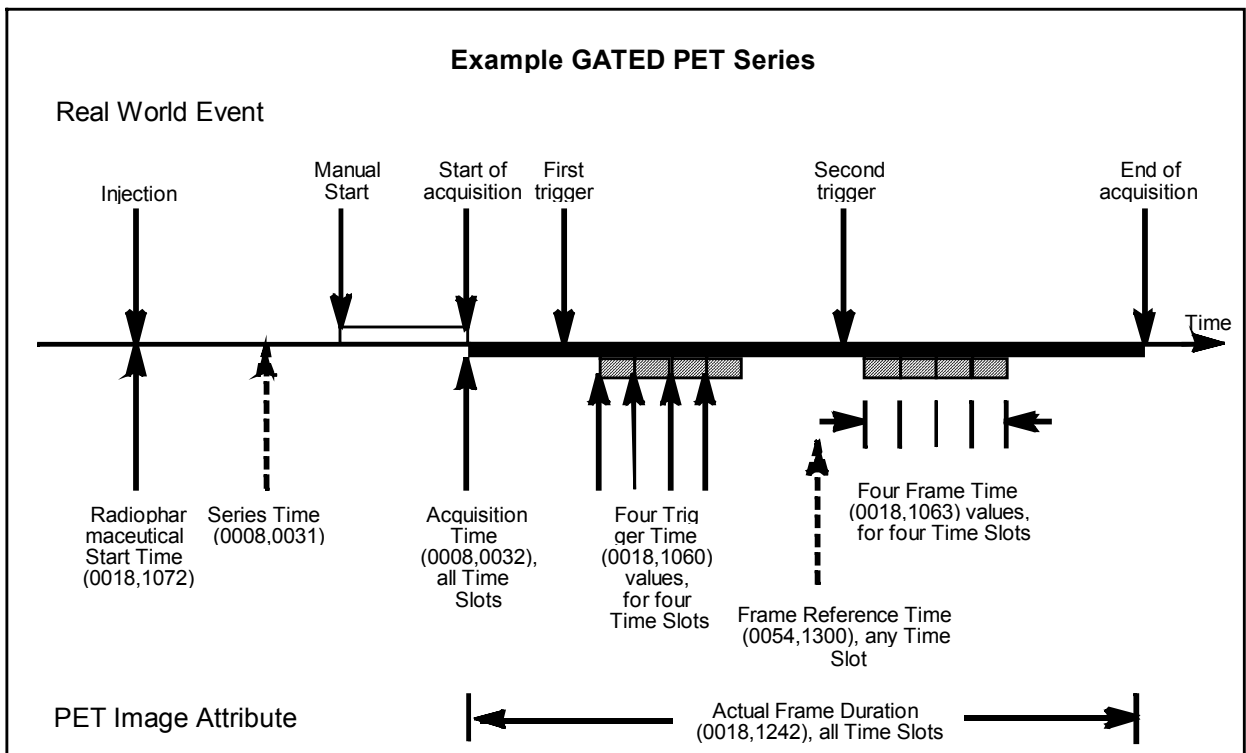 Example GATED PET Series
Real World Event
Injection
Manual
Start
Start of
acquisition
First
trigger
Second
trigger
End of
acquisition
Time
Radiophar
maceutical
Start Time
(0018,1072)
Series Time
(0008,0031)
Acquisition
Time
(0008,0032),
all Time
Slots
Four Trig
ger Time
(0018,1060)
values,
for four
Time Slots
Four Frame Time
(0018,1063) values,
for four Time Slots
Frame Reference Time
(0054,1300), any Time
Slot
PET Image Attribute
Actual Frame Duration
(0018,1242), all Time Slots